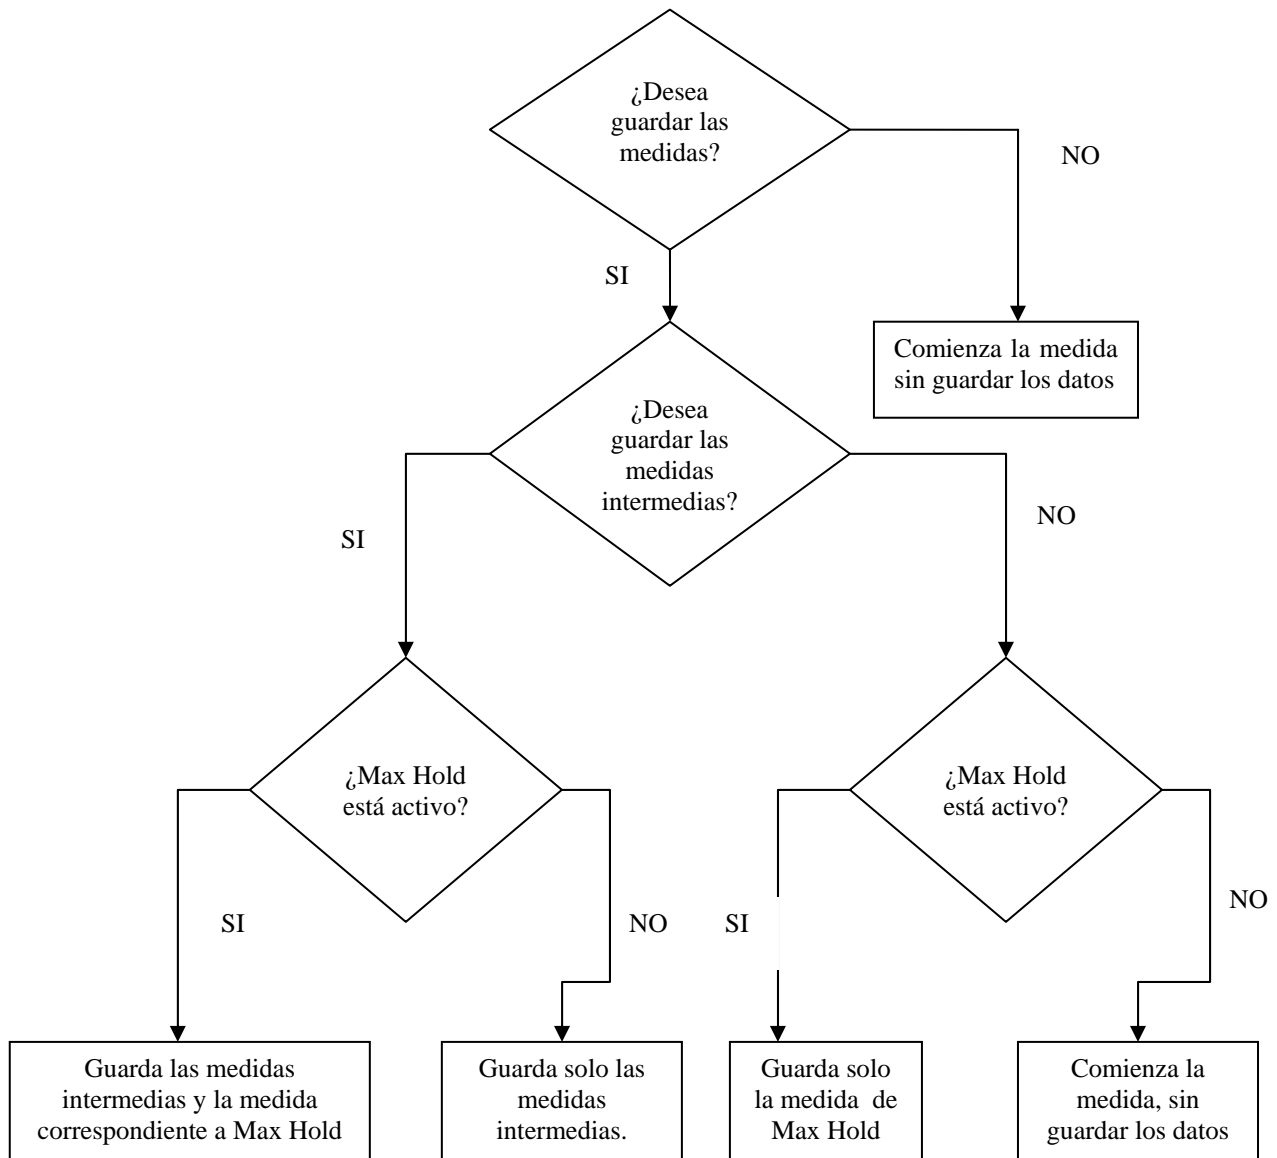 ¿Desea
guardar las
medidas?
NO
SI
Comienza la medida
sin guardar los datos
¿Desea
guardar las
medidas
intermedias?
SI
NO
¿Max Hold
está activo?
¿Max Hold
está activo?
SI
NO
SI
NO
Guarda las medidas
intermedias y la medida
correspondiente a Max Hold
Guarda solo las
medidas
intermedias.
Guarda solo
la medida de
Max Hold
Comienza la
medida, sin
guardar los datos